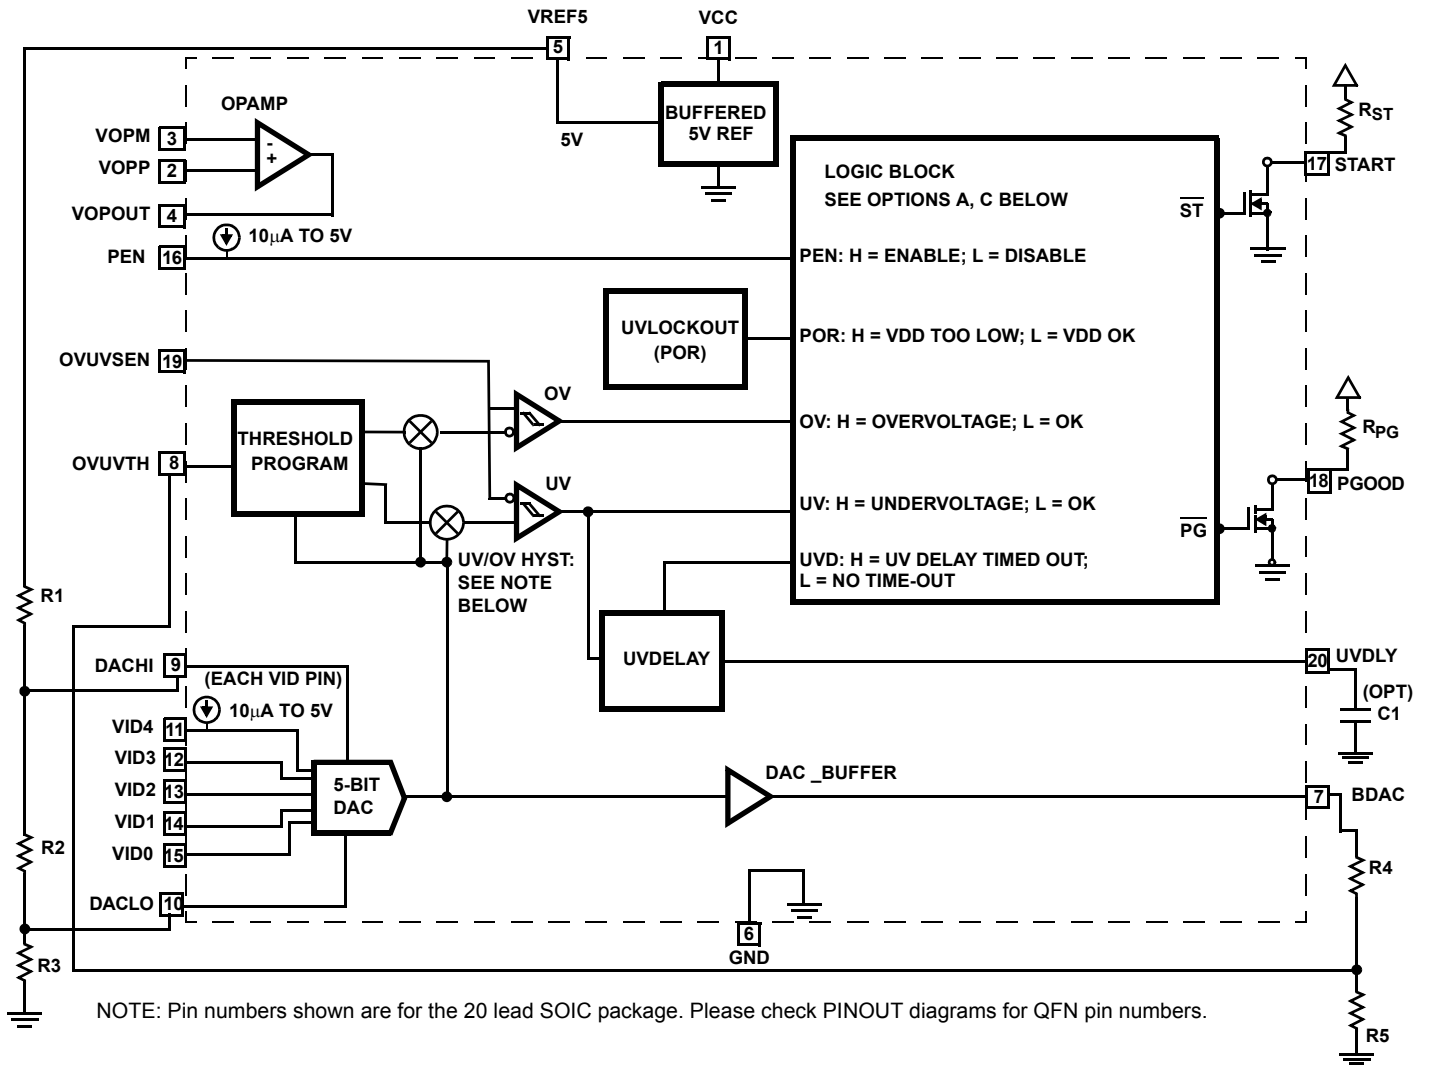 VREF5
VCC
5
1
OPAMP
VOPM 3
VOPP 2
VOPOUT 4
-
+
BUFFERED
5V REF
5V
RST
17 START
LOGIC BLOCK
SEE OPTIONS A, C BELOW
ST
10μA TO 5V
PEN 16
PEN: H = ENABLE; L = DISABLE
UVLOCKOUT
(POR)
POR: H = VDD TOO LOW; L = VDD OK
OVUVSEN 19
OV
OV: H = OVERVOLTAGE; L = OK
RPG
18 PGOOD
THRESHOLD
PROGRAM
OVUVTH 8
UV
UV: H = UNDERVOLTAGE; L = OK
PG
UV/OV HYST:
SEE NOTE
BELOW
UVD: H = UV DELAY TIMED OUT;
L = NO TIME-OUT
R1
UVDELAY
20 UVDLY
(OPT)
C1
DACHI 9
(EACH VID PIN)
10μA TO 5V
VID4 11
VID3 12
VID2 13
VID1 14
VID0 15
5-BIT
DAC
DAC _BUFFER
7 BDAC
R2
R4
DACLO 10
6
GND
R3
R5
NOTE: Pin numbers shown are for the 20 lead SOIC package. Please check PINOUT diagrams for QFN pin numbers.